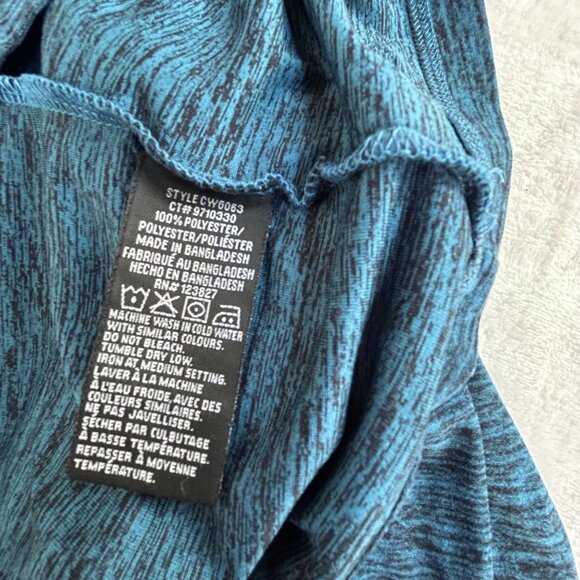 STYLE CW6063
CT# 9710330
100% POLYESTER/
POLYESTER/POLIÉSTER
MADE IN BANGLADESH
FABRIQUÉ AU BANGLADESH
HECHO EN BANGLADESH
RN# 123827
MACHINE WASH IN COLD WATER
WITH SIMILAR COLOURS.
DO NOT BLEACH.
TUMBLE DRY LOW.
IRON AT MEDIUM SETTING.
LAVER À LA MACHINE
À L'EAU FROIDE, AVEC DES
COULEURS SIMILAIRES.
NE PAS JAVELLISER.
SÉCHER PAR CULBUTAGE
À BASSE TEMPÉRATURE.
REPASSER À MOYENNE
TEMPÉRATURE.